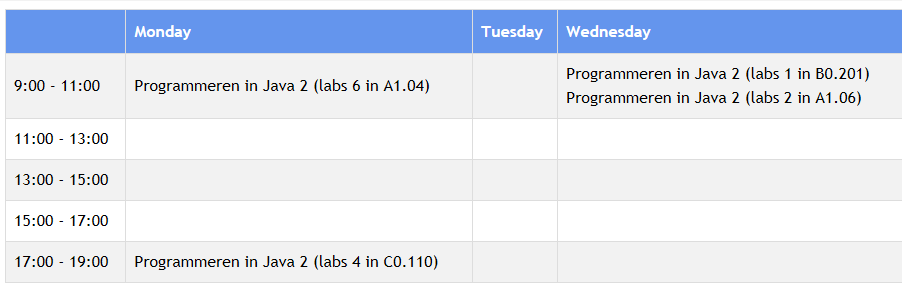 Monday Tuesday Wednesday
9:00 - 11:00 Programmeren in Java 2 (labs 6 in A1.04) Programmeren in Java 2 (labs 1 in B0.201)
Programmeren in Java 2 (labs 2 in A1.06)
11:00 - 13:00
13:00 - 15:00
15:00 - 17:00
17:00 - 19:00 Programmeren in Java 2 (labs 4 in C0.110)